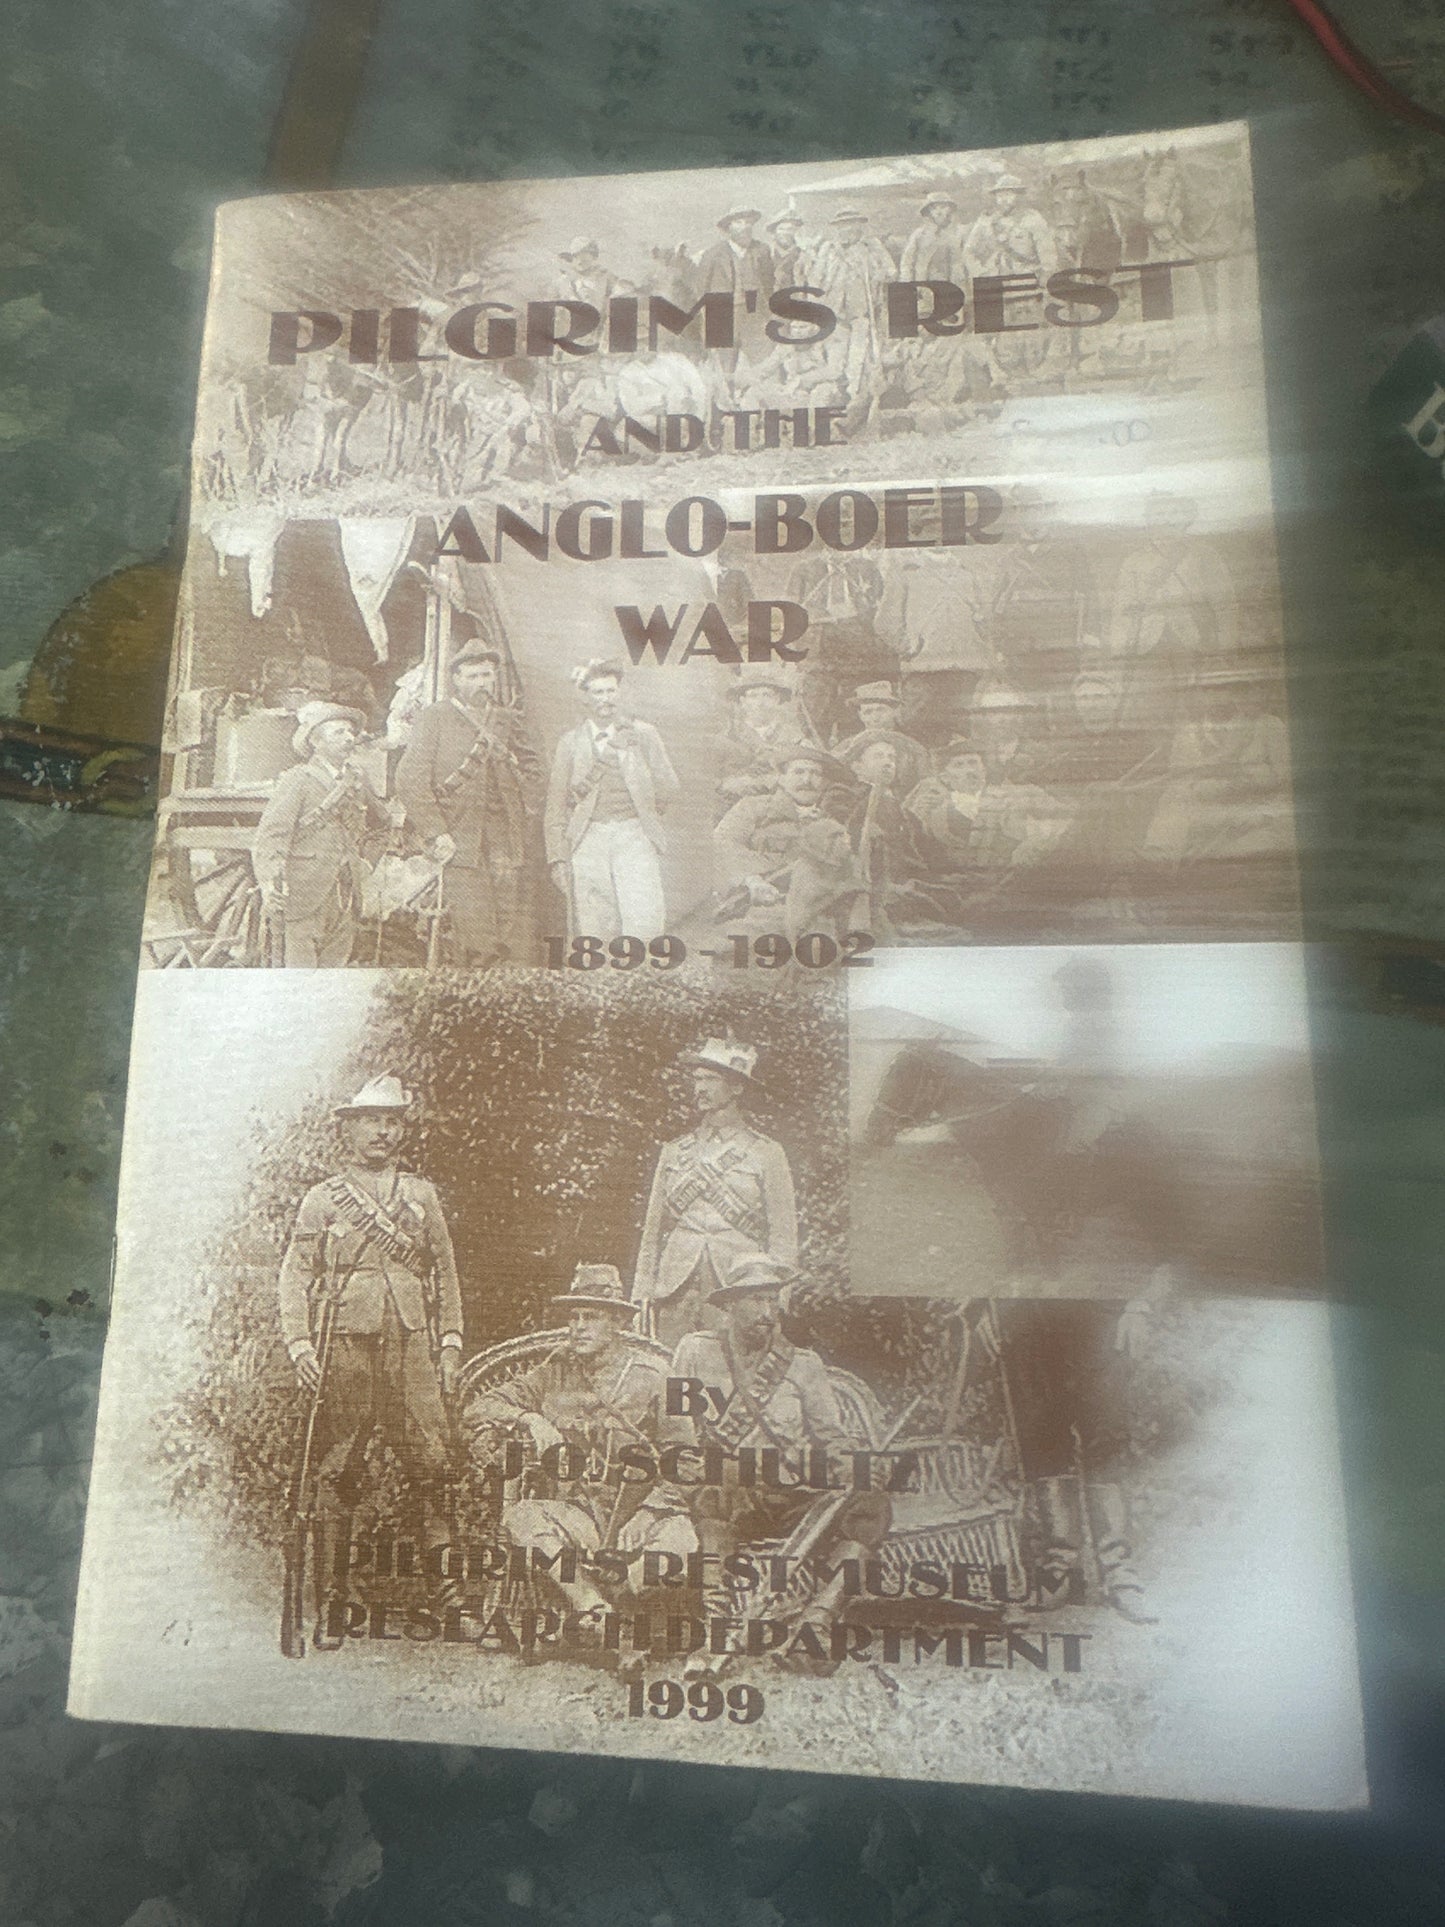 PILGRIM'S REST
AND THE
ANGLO-BOER
WAR
1899-1902
By
J.O. SCHULTZ
PILGRIM'S REST MUSEUM
RESEARCH DEPARTMENT
1999